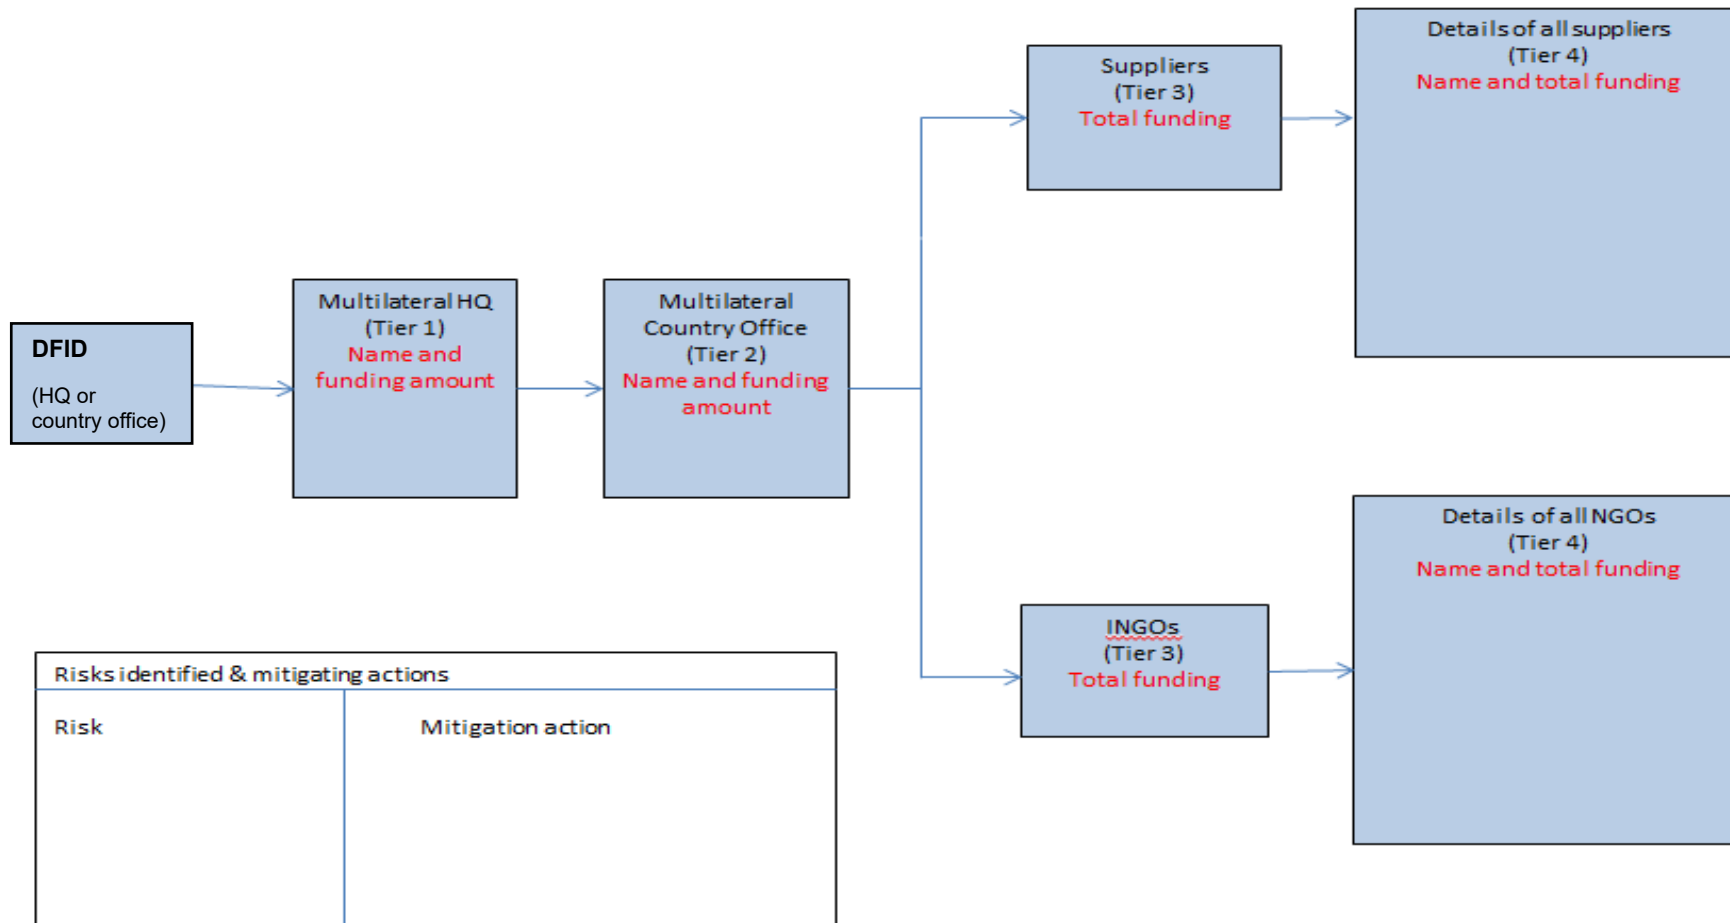 DFID
(HQ or
country office)
Multilateral HQ
(Tier 1)
Name and
funding amount
Multilateral
Country Office
(Tier 2)
Name and funding
amount
Suppliers
(Tier 3)
Total funding
Details of all suppliers
(Tier 4)
Name and total funding
INGOs
(Tier 3)
Total funding
Details of all NGOs
(Tier 4)
Name and total funding
Risks identified & mitigating actions
Risk
Mitigation action